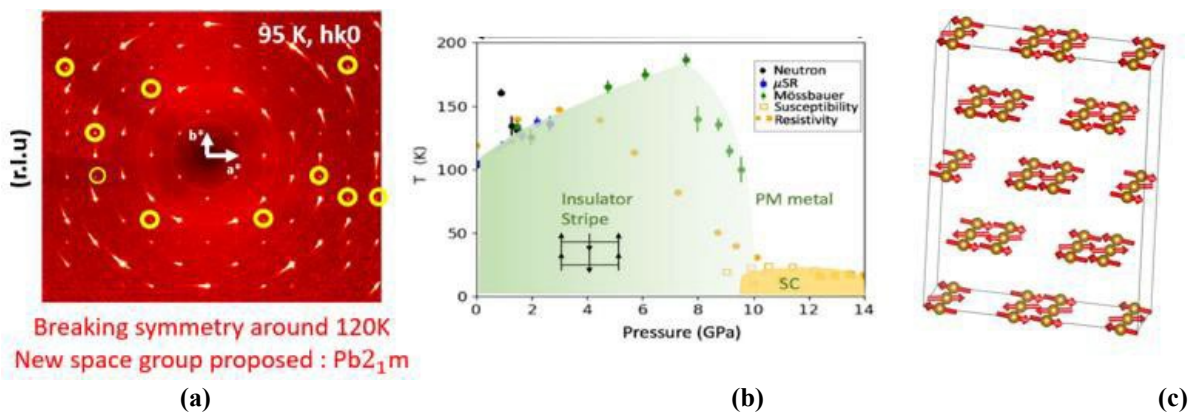 95 K, hk0
b*
a*
(r.l.u)
Breaking symmetry around 120K
New space group proposed : Pb2₁m
(a)
200
150
100
50
0
T (K)
Neutron
μSR
Mössbauer
Susceptibility
Resistivity
Insulator
Stripe
PM metal
SC
0 2 4 6 8 10 12 14
Pressure (GPa)
(b)
(c)